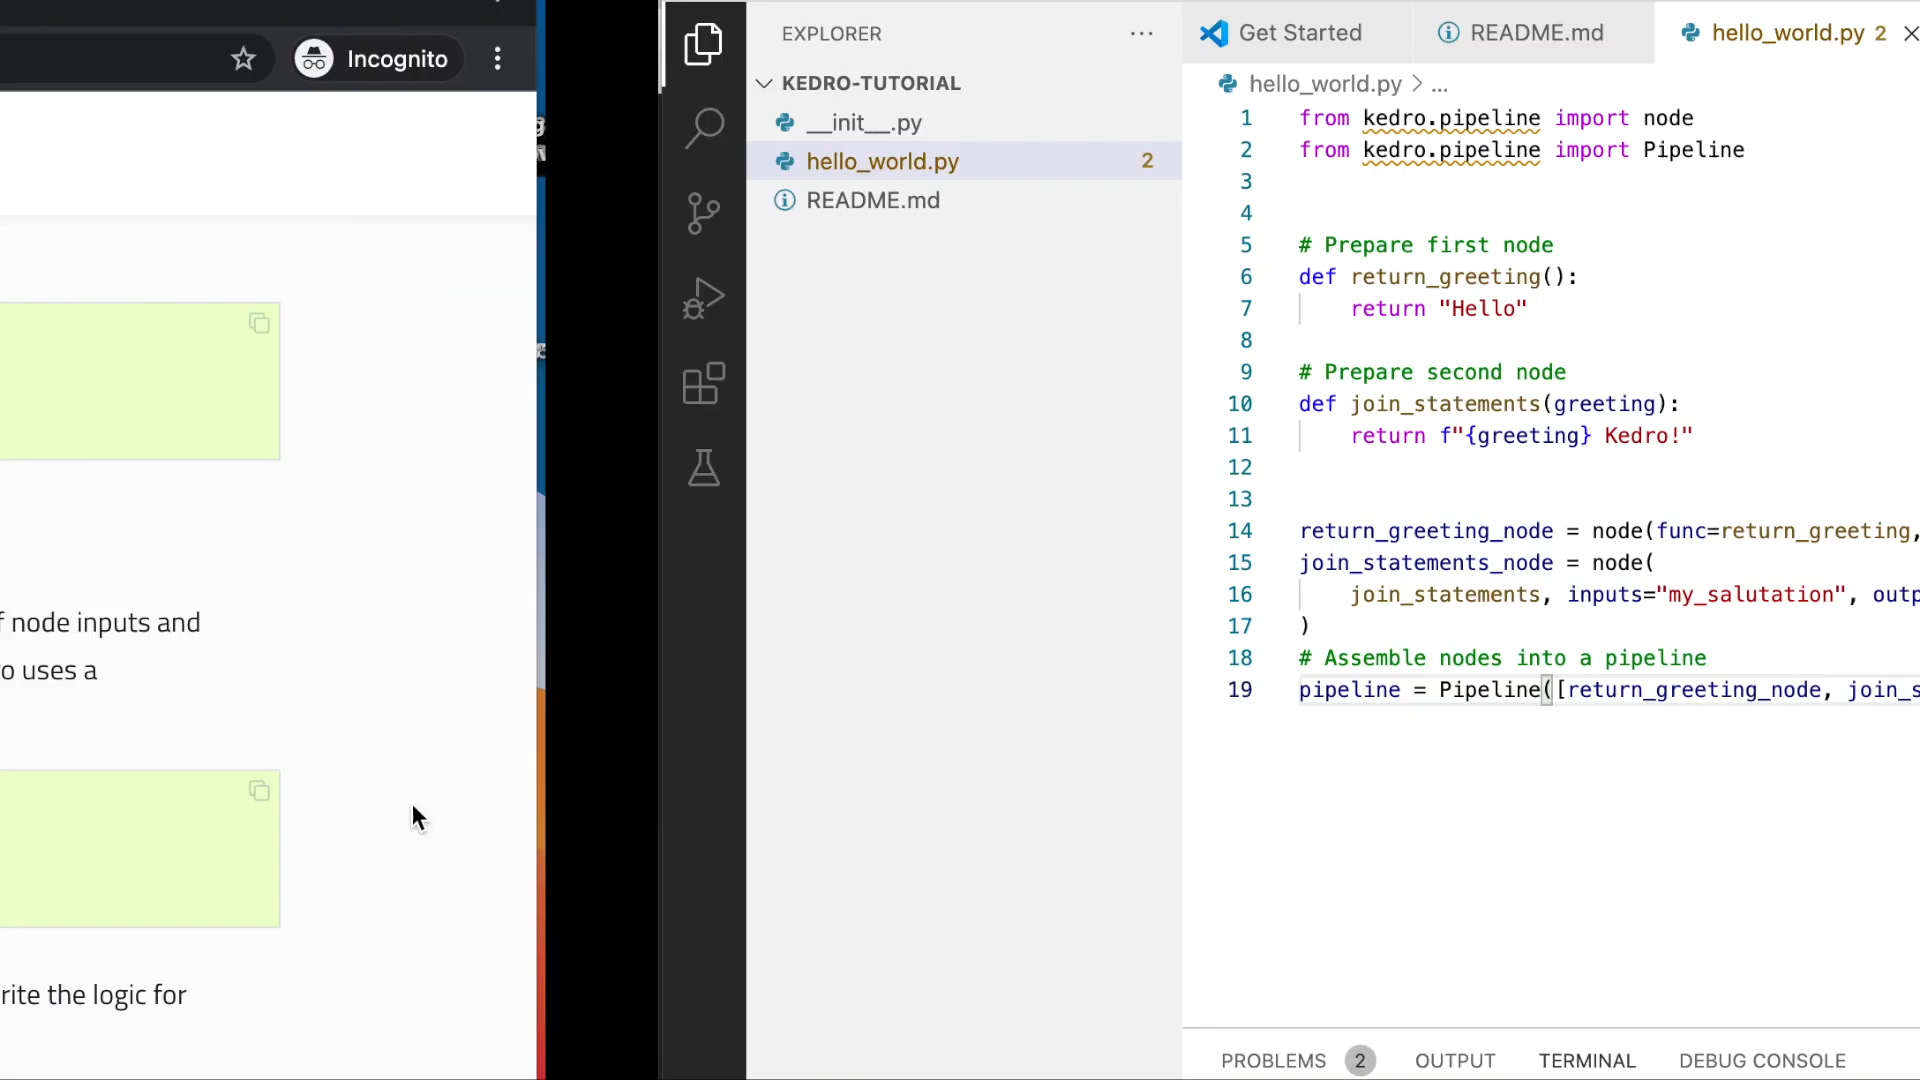 Incognito
f node inputs and
o uses a
rite the logic for
EXPLORER
KEDRO-TUTORIAL
__init__.py
hello_world.py 2
README.md
Get Started README.md hello_world.py 2
hello_world.py > ...
1 from kedro.pipeline import node
2 from kedro.pipeline import Pipeline
3
4
5 # Prepare first node
6 def return_greeting():
7 return "Hello"
8
9 # Prepare second node
10 def join_statements(greeting):
11 return f"{greeting} Kedro!"
12
13
14 return_greeting_node = node(func=return_greeting,
15 join_statements_node = node(
16 join_statements, inputs="my_salutation", outp
17 )
18 # Assemble nodes into a pipeline
19 pipeline = Pipeline([return_greeting_node, join_s
PROBLEMS 2 OUTPUT TERMINAL DEBUG CONSOLE